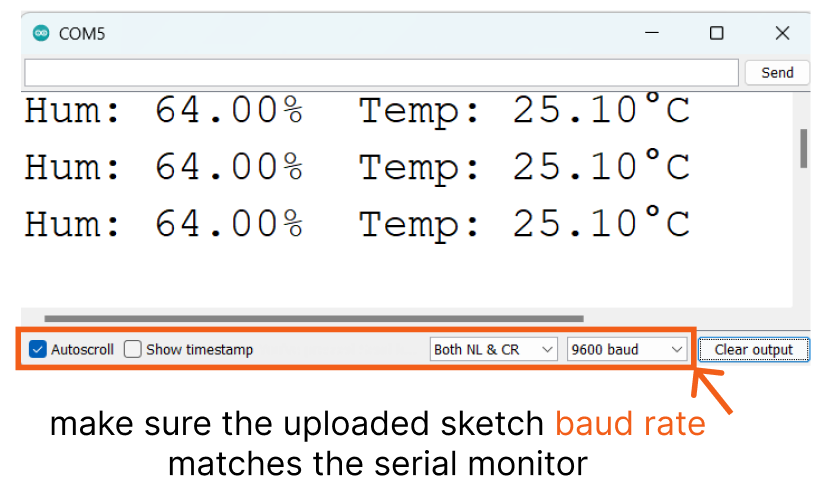 COM5
Send
Hum: 64.00%  Temp: 25.10°C
Hum: 64.00%  Temp: 25.10°C
Hum: 64.00%  Temp: 25.10°C
Autoscroll Show timestamp Both NL & CR 9600 baud Clear output
make sure the uploaded sketch baud rate
matches the serial monitor